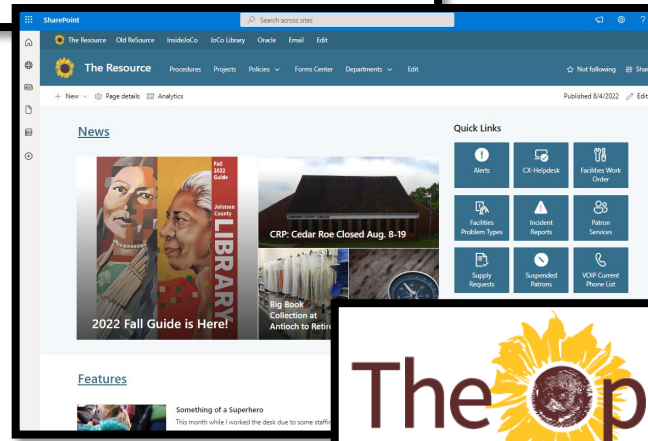 SharePoint
Search across sites
?
The Resource Old ReSource InsideJoCo JoCo Library Oracle Email Edit
The Resource Procedures Projects Policies Forms Center Departments Edit
Not following Shar
+ New Page details Analytics
Published 8/4/2022 Edit
News
Fall
2022
Guide
Johnson
County
LIBRARY
2022 Fall Guide is Here!
CRP: Cedar Roe Closed Aug. 8-19
Big Book
Collection at
Antioch to Retire
Quick Links
Alerts
CX-Helpdesk
Facilities Work
Order
Facilities
Problem Types
Incident
Reports
Patron
Services
Supply
Requests
Suspended
Patrons
VOIP Current
Phone List
Features
Something of a Superhero
This month while I worked the desk due to some staffin
The Op